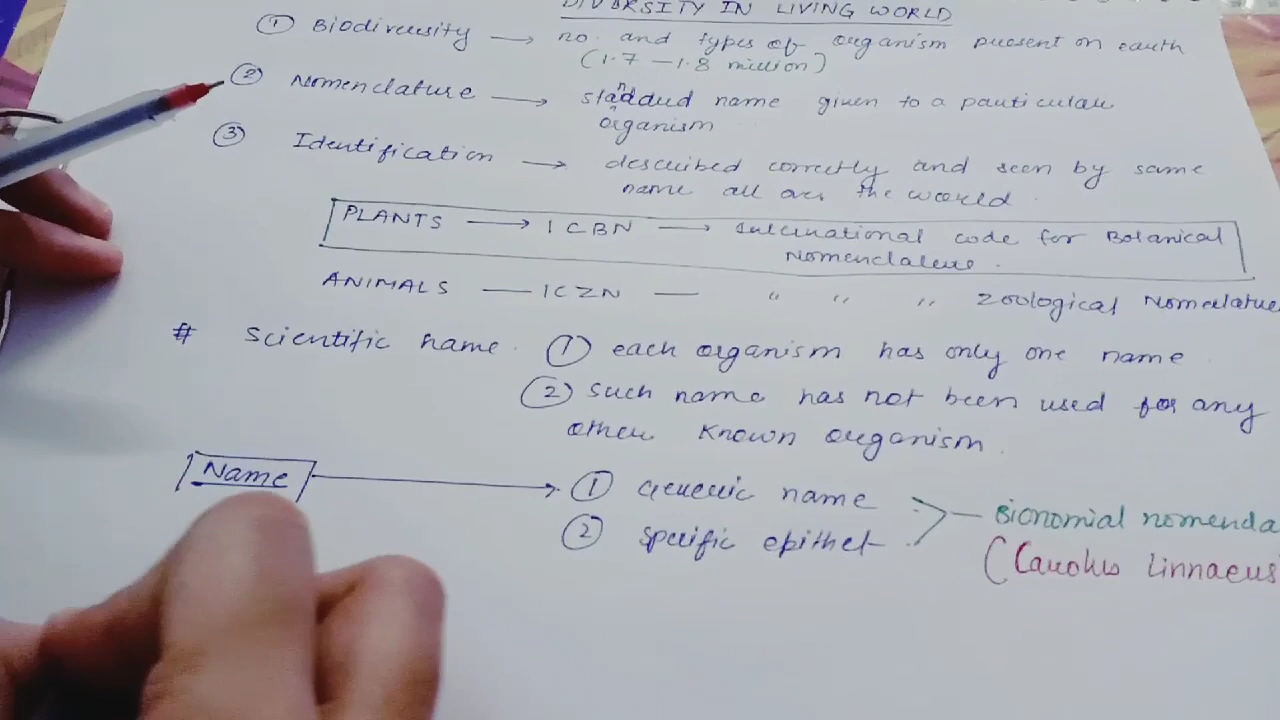 DIVERSITY IN LIVING WORLD
① Biodiversity → no. and types of organism present on earth
(1.7 – 1.8 million)
② Nomenclature → standard name given to a particular
organism
③ Identification → described correctly and seen by same
name all over the world.
PLANTS → ICBN → International code for Botanical
Nomenclature.
ANIMALS — ICZN — " " " Zoological Nomenclature
# Scientific name. ① each organism has only one name
② such name has not been used for any
other known organism.
Name → ① Generic name
② Specific epithet
Bionomial nomencla
(Carolus linnaeus